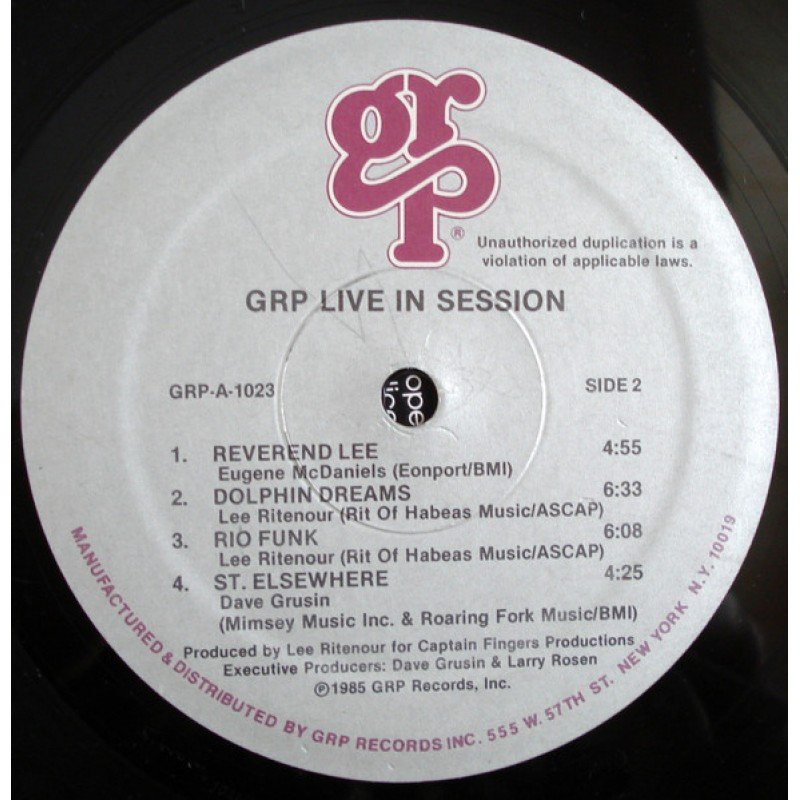 grp
®
Unauthorized duplication is a
violation of applicable laws.
GRP LIVE IN SESSION
GRP-A-1023 SIDE 2
1. REVEREND LEE 4:55
Eugene McDaniels (Eonport/BMI)
2. DOLPHIN DREAMS 6:33
Lee Ritenour (Rit Of Habeas Music/ASCAP)
3. RIO FUNK 6:08
Lee Ritenour (Rit Of Habeas Music/ASCAP)
4. ST. ELSEWHERE 4:25
Dave Grusin
(Mimsey Music Inc. & Roaring Fork Music/BMI)
Produced by Lee Ritenour for Captain Fingers Productions
Executive Producers: Dave Grusin & Larry Rosen
℗1985 GRP Records, Inc.
MANUFACTURED & DISTRIBUTED BY GRP RECORDS INC. 555 W. 57TH ST. NEW YORK N.Y. 10019